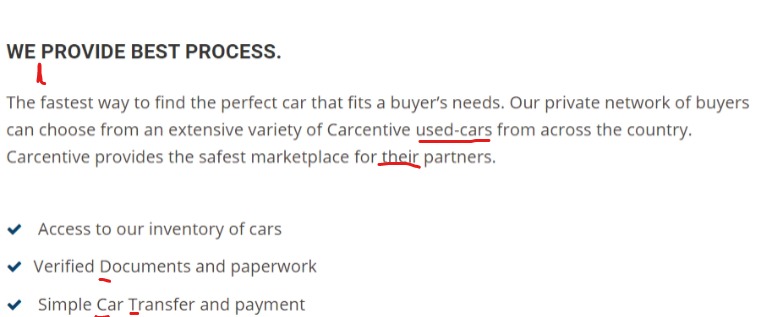 WE PROVIDE BEST PROCESS.
The fastest way to find the perfect car that fits a buyer's needs. Our private network of buyers
can choose from an extensive variety of Carcentive used-cars from across the country.
Carcentive provides the safest marketplace for their partners.
Access to our inventory of cars
Verified Documents and paperwork
Simple Car Transfer and payment